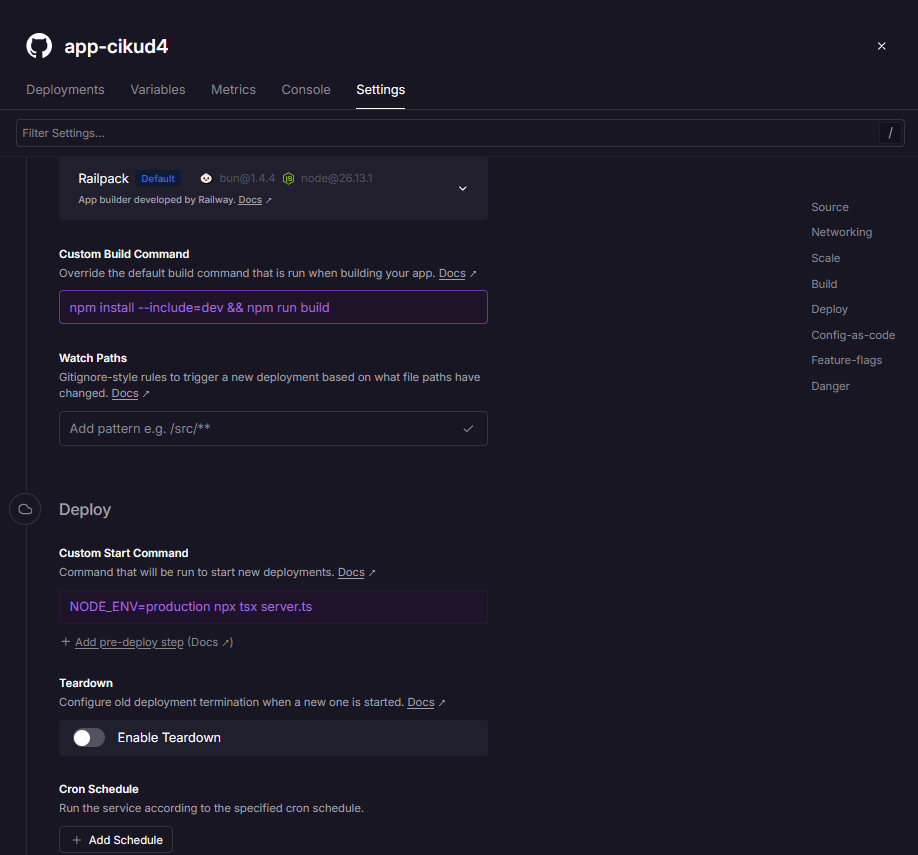 app-cikud4
Deployments Variables Metrics Console Settings
Filter Settings... /
Railpack Default bun@1.4.4 node@26.13.1
App builder developed by Railway. Docs ↗
Custom Build Command
Override the default build command that is run when building your app. Docs ↗
npm install --include=dev && npm run build
Watch Paths
Gitignore-style rules to trigger a new deployment based on what file paths have
changed. Docs ↗
Add pattern e.g. /src/**
Deploy
Custom Start Command
Command that will be run to start new deployments. Docs ↗
NODE_ENV=production npx tsx server.ts
+ Add pre-deploy step (Docs ↗)
Teardown
Configure old deployment termination when a new one is started. Docs ↗
Enable Teardown
Cron Schedule
Run the service according to the specified cron schedule.
+ Add Schedule
Source
Networking
Scale
Build
Deploy
Config-as-code
Feature-flags
Danger